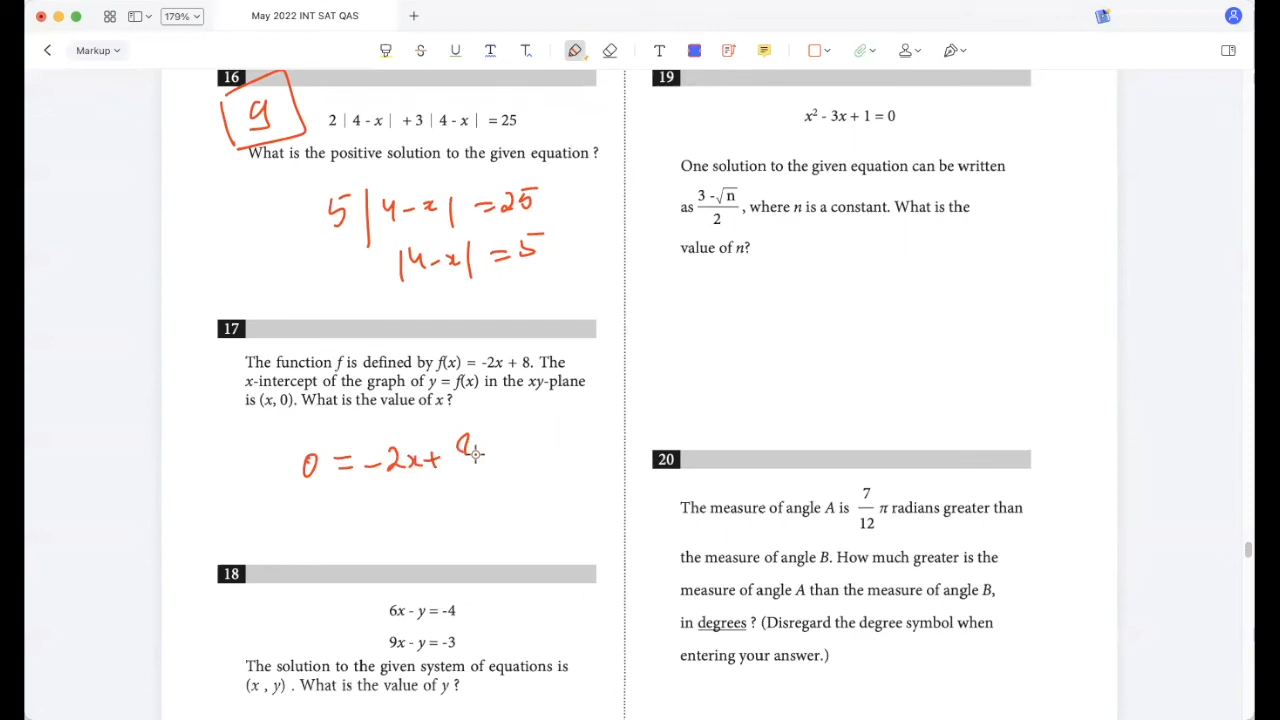 May 2022 INT SAT QAS
179%
Markup
16
9
2 | 4 - x | + 3 | 4 - x | = 25
What is the positive solution to the given equation ?
5 |4-x| = 25
|4-x| = 5
17
The function f is defined by f(x) = -2x + 8. The
x-intercept of the graph of y = f(x) in the xy-plane
is (x, 0). What is the value of x ?
0 = -2x+
18
6x - y = -4
9x - y = -3
The solution to the given system of equations is
(x , y) . What is the value of y ?
19
x² - 3x + 1 = 0
One solution to the given equation can be written
as (3 - √n)/2, where n is a constant. What is the
value of n?
20
The measure of angle A is 7/12 π radians greater than
the measure of angle B. How much greater is the
measure of angle A than the measure of angle B,
in degrees ? (Disregard the degree symbol when
entering your answer.)